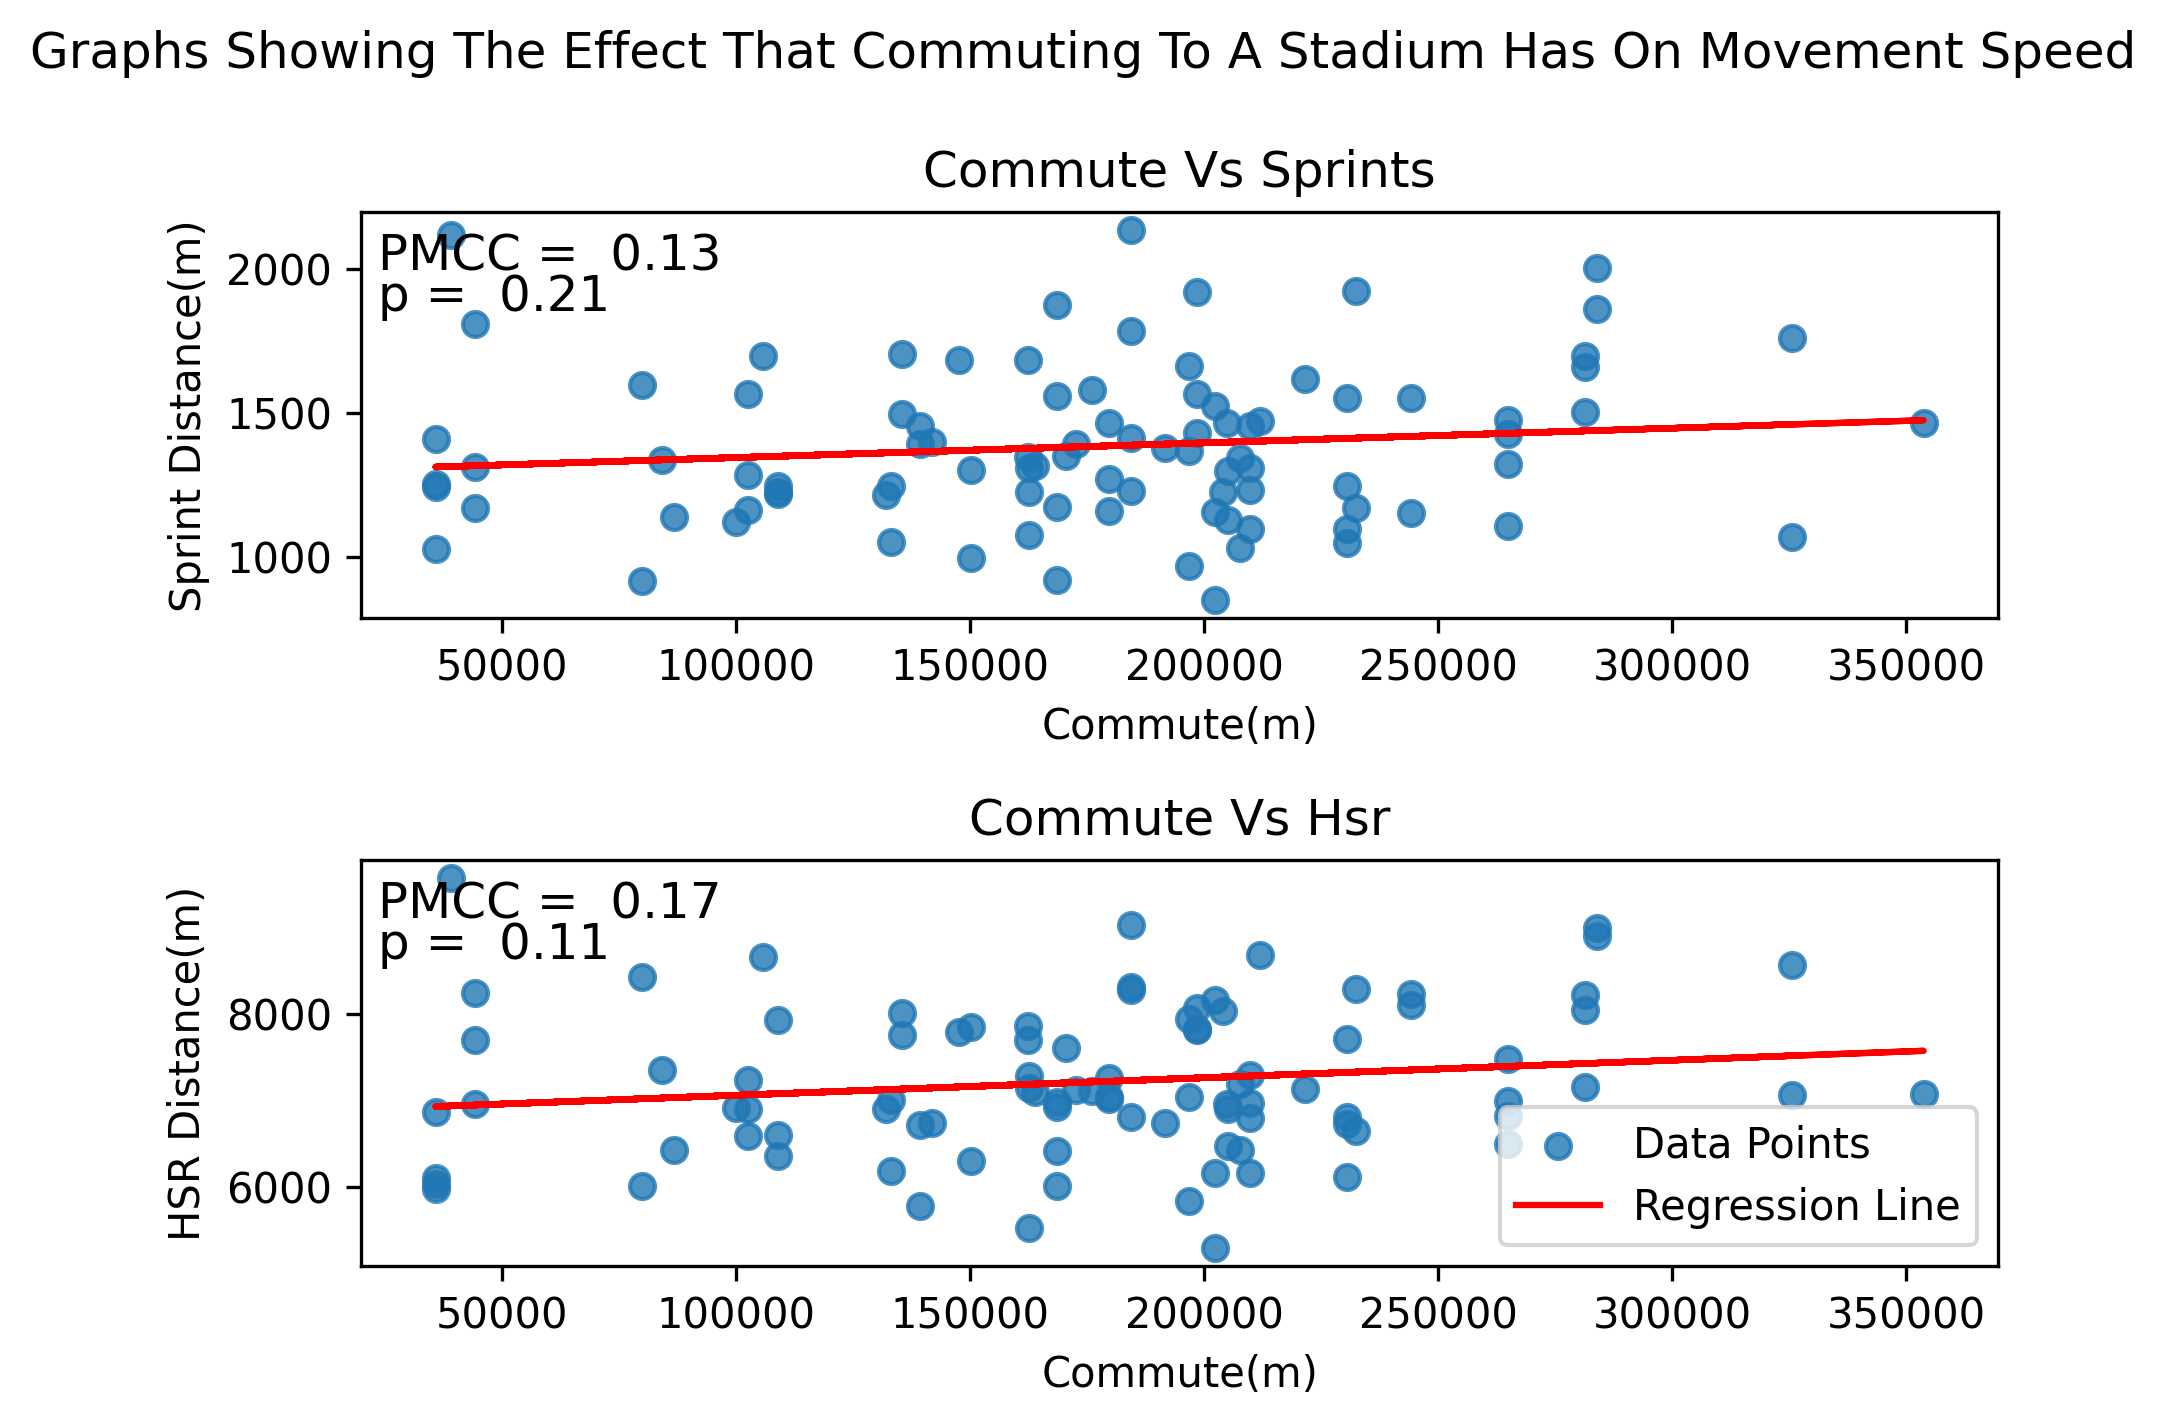 Graphs Showing The Effect That Commuting To A Stadium Has On Movement Speed
Commute Vs Sprints
PMCC =  0.13
p =  0.21
Sprint Distance(m)
2000
1500
1000
50000 100000 150000 200000 250000 300000 350000
Commute(m)
Commute Vs Hsr
PMCC =  0.17
p =  0.11
HSR Distance(m)
8000
6000
Data Points
Regression Line
50000 100000 150000 200000 250000 300000 350000
Commute(m)